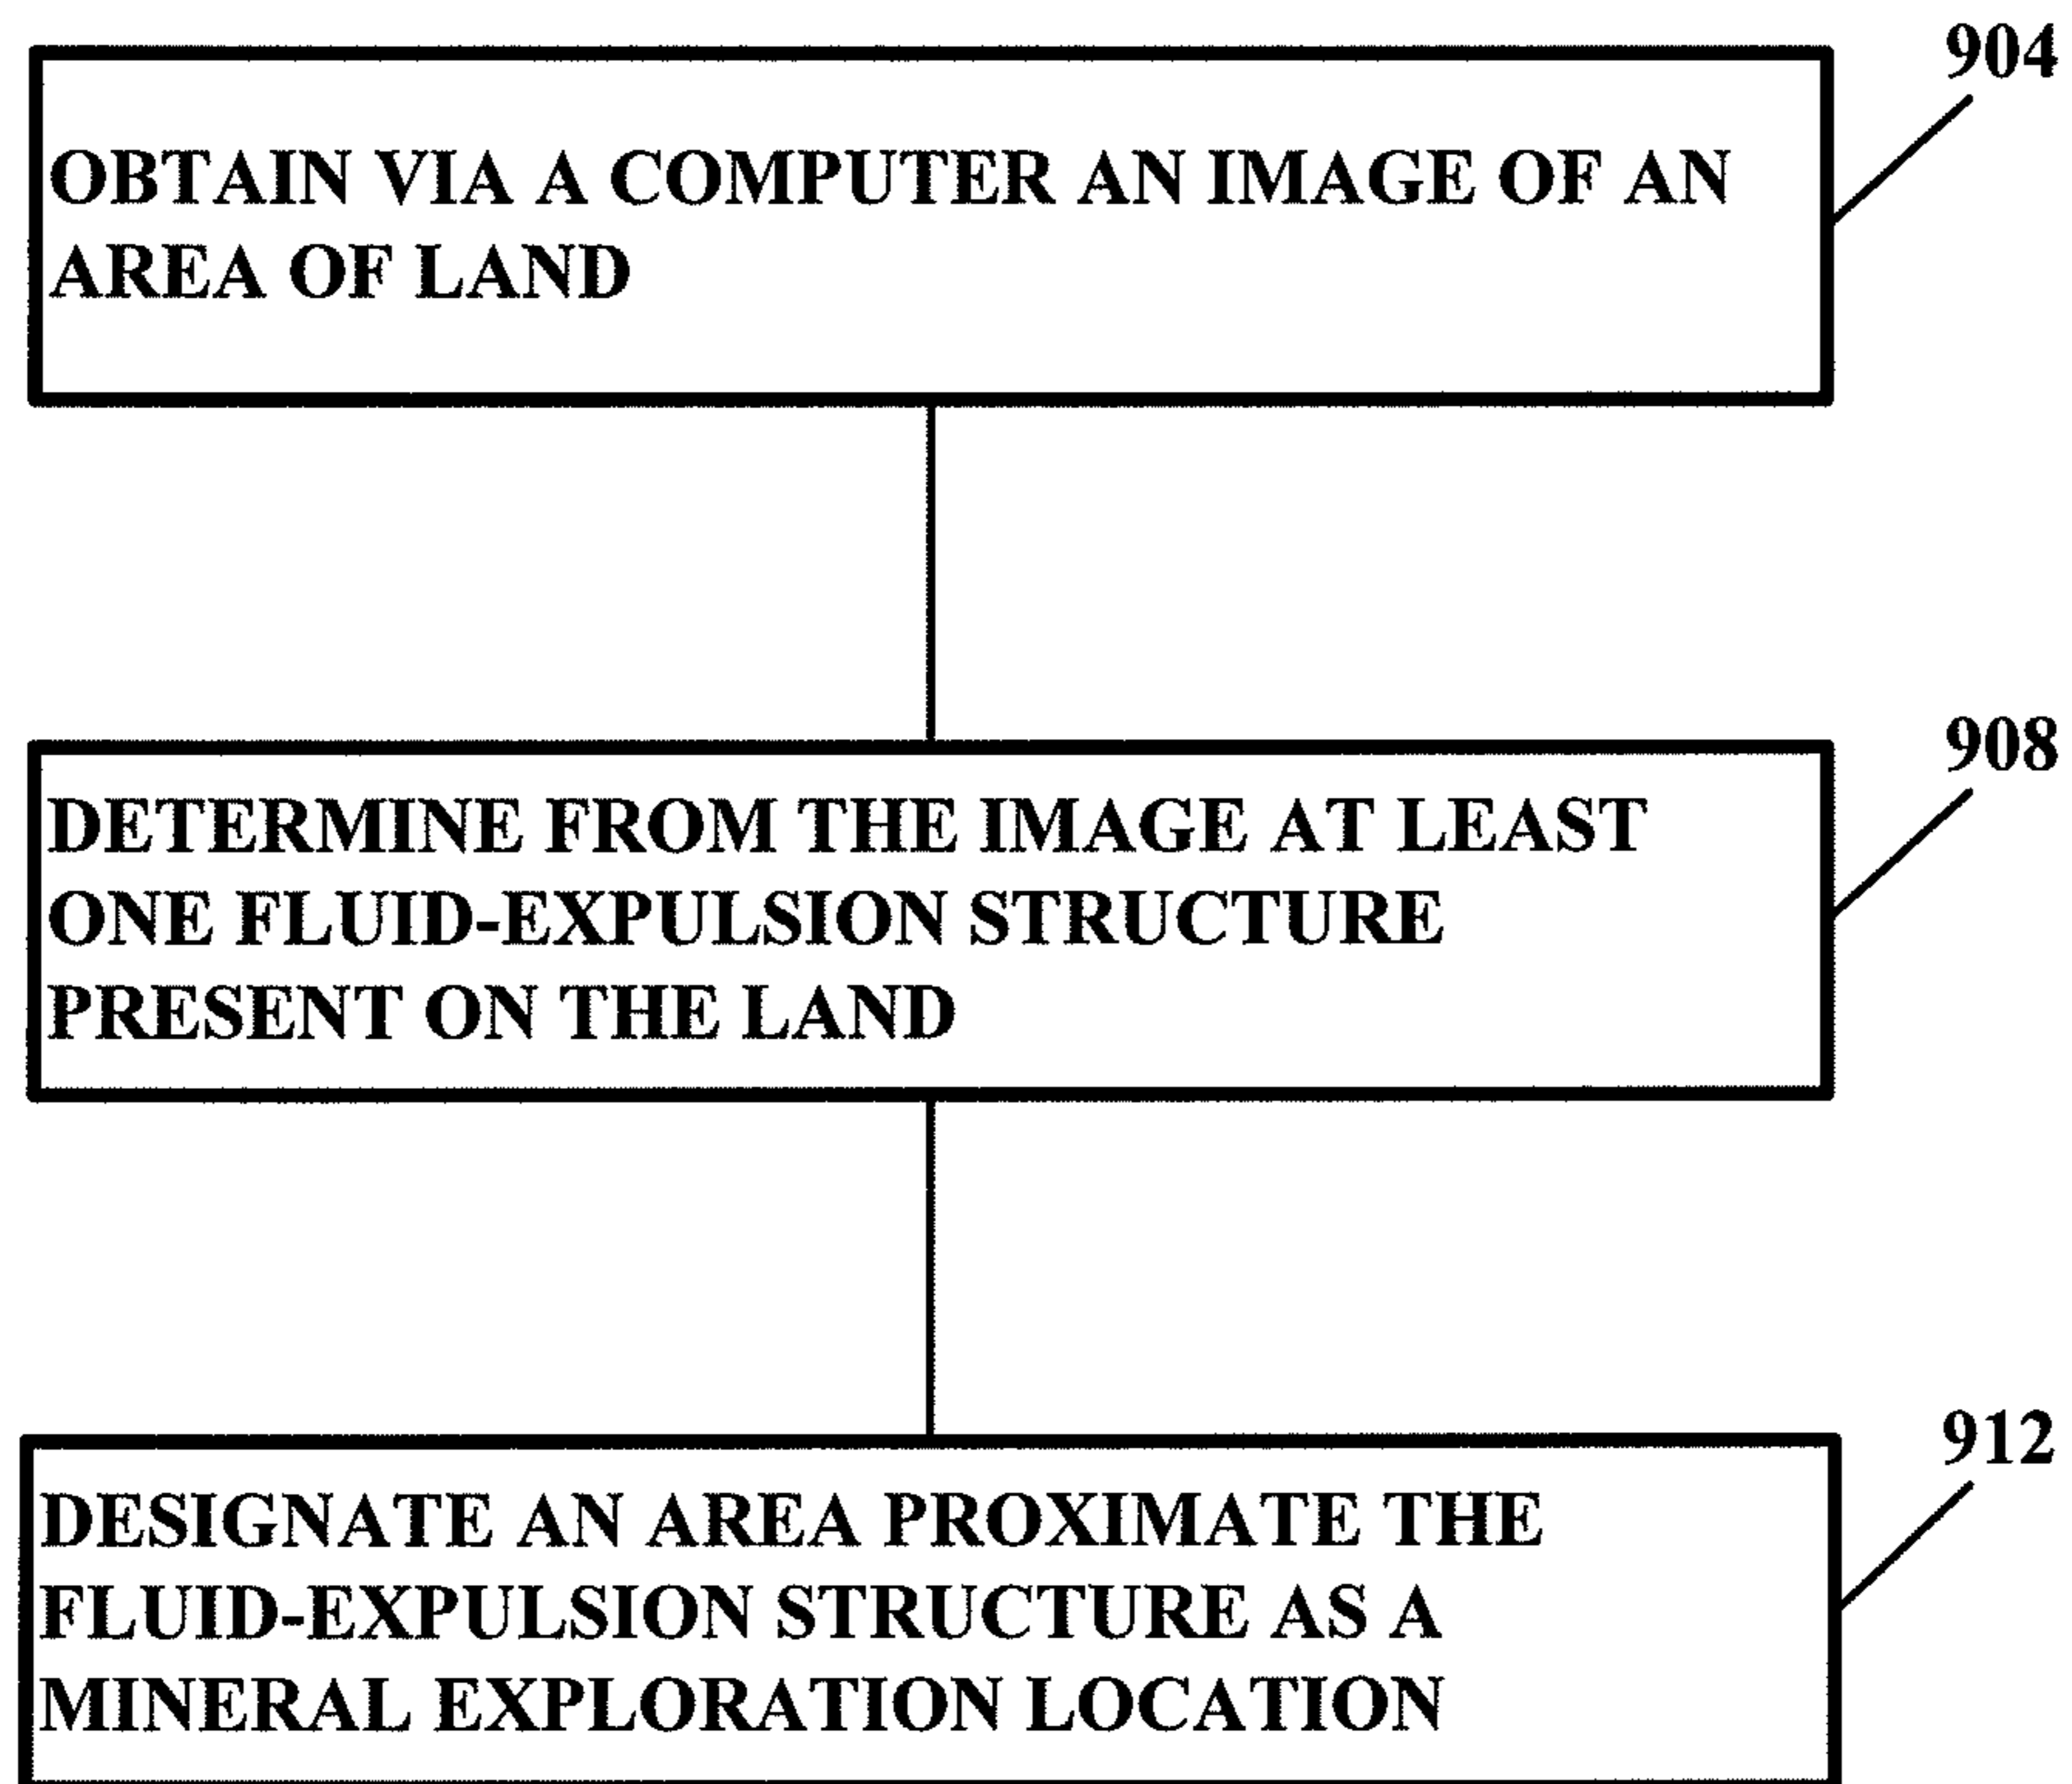 904
OBTAIN VIA A COMPUTER AN IMAGE OF AN
AREA OF LAND
908
DETERMINE FROM THE IMAGE AT LEAST
ONE FLUID-EXPULSION STRUCTURE
PRESENT ON THE LAND
912
DESIGNATE AN AREA PROXIMATE THE
FLUID-EXPULSION STRUCTURE AS A
MINERAL EXPLORATION LOCATION